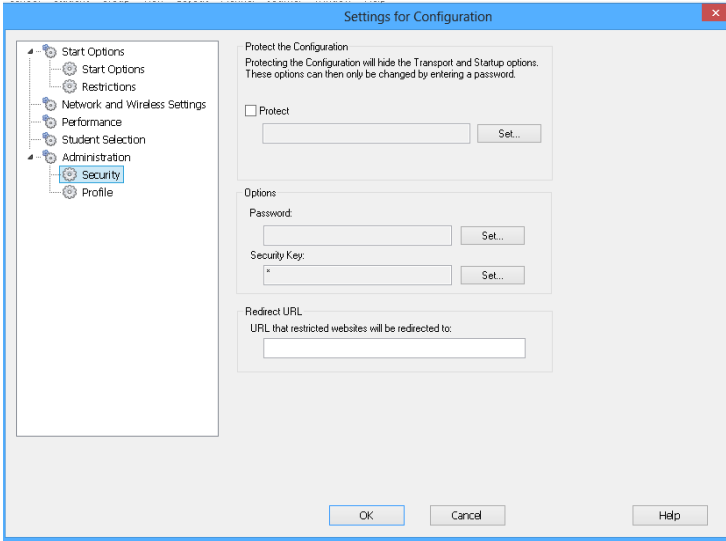 Settings for Configuration
Start Options
Start Options
Restrictions
Network and Wireless Settings
Performance
Student Selection
Administration
Security
Profile
Protect the Configuration
Protecting the Configuration will hide the Transport and Startup options.
These options can then only be changed by entering a password.
Protect
Set...
Options
Password:
Set...
Security Key:
*
Set...
Redirect URL
URL that restricted websites will be redirected to:
OK
Cancel
Help